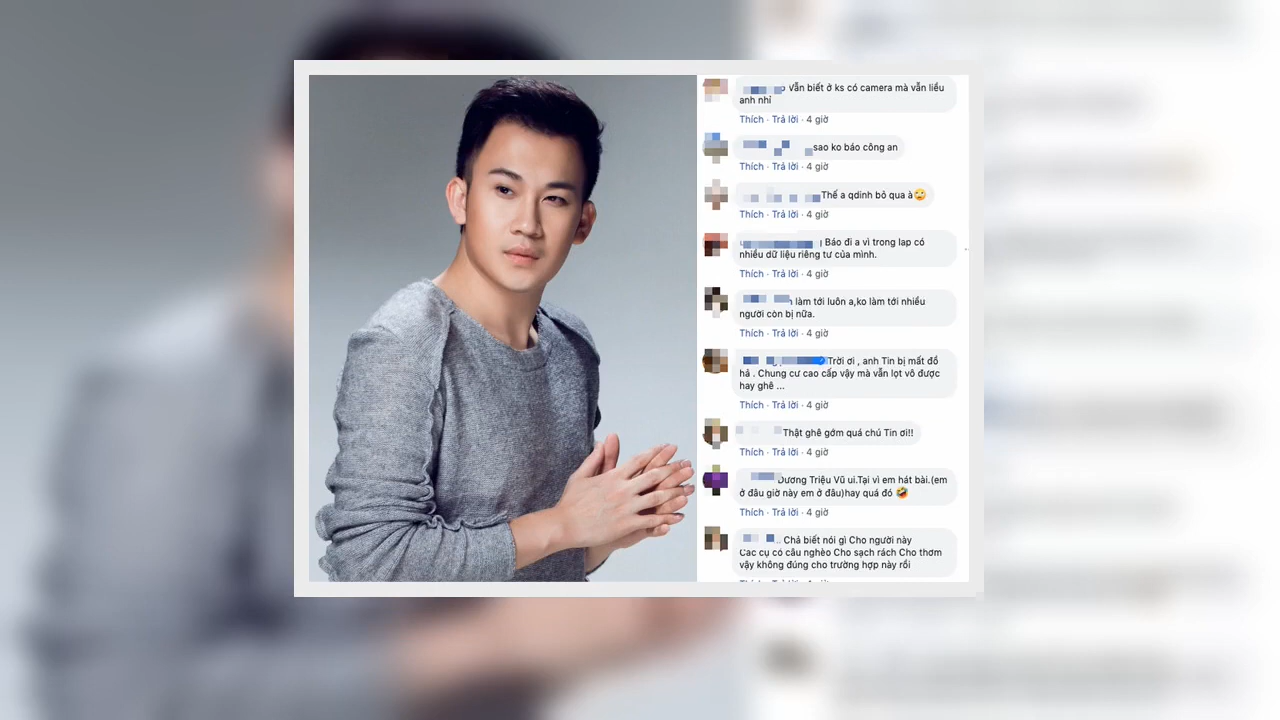 Vẫn biết ở ks có camera mà vẫn liều
anh nhỉ
Thích · Trả lời · 4 giờ
sao ko báo công an
Thích · Trả lời · 4 giờ
Thế a qdinh bỏ qua à🙄
Thích · Trả lời · 4 giờ
Báo đi a vì trong lap có
nhiều dữ liệu riêng tư của mình.
Thích · Trả lời · 4 giờ
làm tới luôn a,ko làm tới nhiều
người còn bị nữa.
Thích · Trả lời · 4 giờ
Trời ơi , anh Tin bị mất đồ
hả . Chung cư cao cấp vậy mà vẫn lọt vô được
hay ghê ...
Thích · Trả lời · 4 giờ
Thật ghê gớm quá chú Tin ơi!!
Thích · Trả lời · 4 giờ
Dương Triệu Vũ ui.Tại vì em hát bài.(em
ở đâu giờ này em ở đâu)hay quá đó 🤣
Thích · Trả lời · 4 giờ
Chả biết nói gì Cho người này
Các cụ có câu nghèo Cho sạch rách Cho thơm
vậy không đúng cho trường hợp này rồi